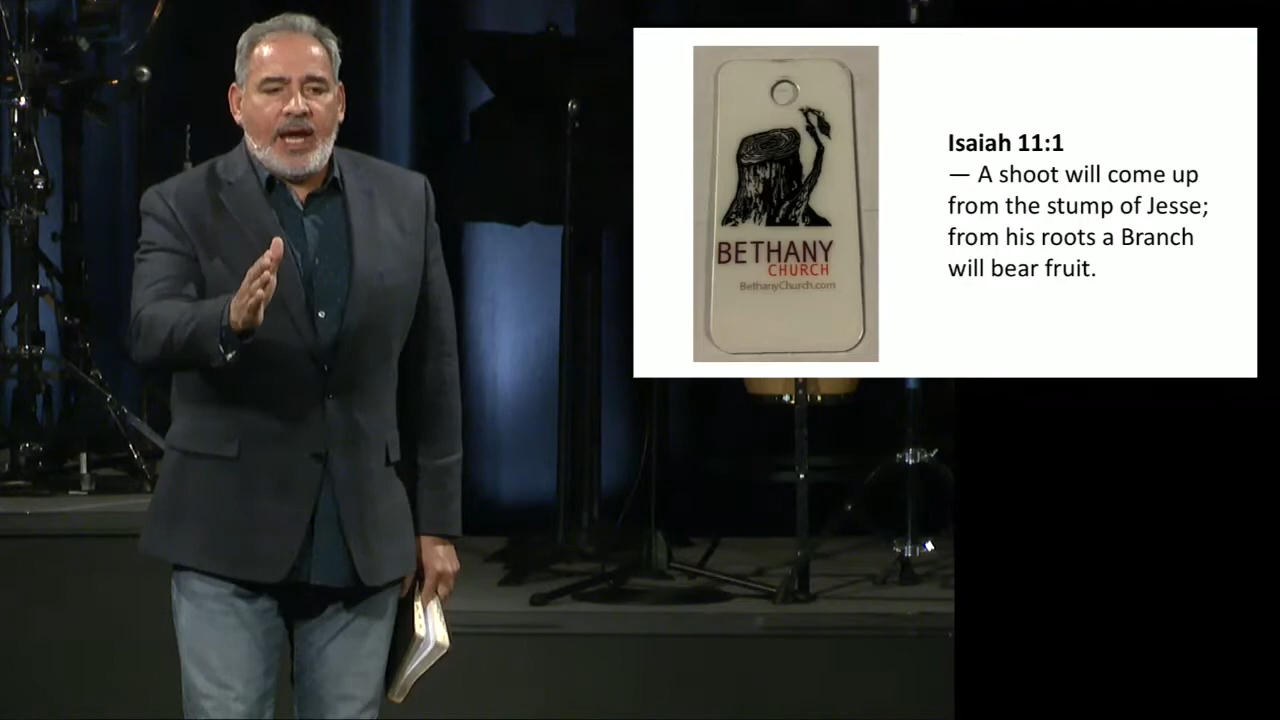 BETHANY
CHURCH
BethanyChurch.com
Isaiah 11:1
— A shoot will come up
from the stump of Jesse;
from his roots a Branch
will bear fruit.